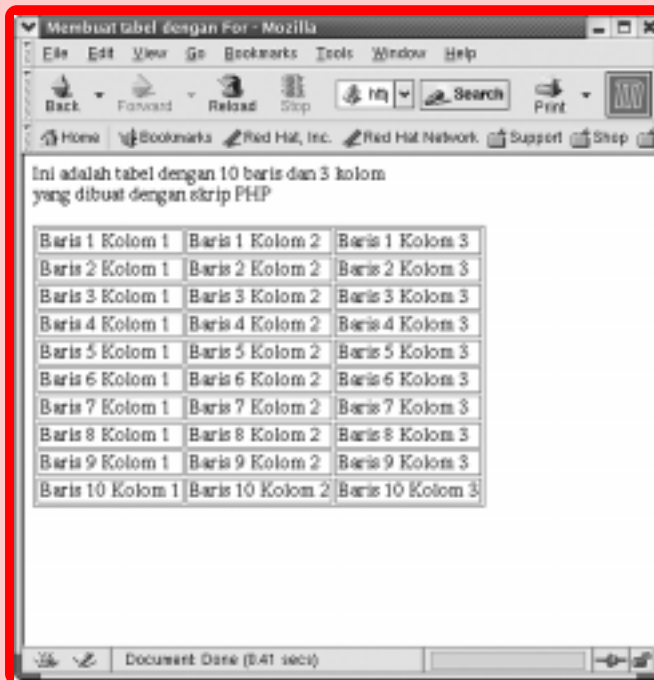 Membuat tabel dengan For - Mozilla
File Edit View Go Bookmarks Tools Window Help
Back Forward Reload Stop Search Print
Home Bookmarks Red Hat, Inc. Red Hat Network Support Shop
Ini adalah tabel dengan 10 baris dan 3 kolom
yang dibuat dengan skrip PHP
Baris 1 Kolom 1 Baris 1 Kolom 2 Baris 1 Kolom 3
Baris 2 Kolom 1 Baris 2 Kolom 2 Baris 2 Kolom 3
Baris 3 Kolom 1 Baris 3 Kolom 2 Baris 3 Kolom 3
Baris 4 Kolom 1 Baris 4 Kolom 2 Baris 4 Kolom 3
Baris 5 Kolom 1 Baris 5 Kolom 2 Baris 5 Kolom 3
Baris 6 Kolom 1 Baris 6 Kolom 2 Baris 6 Kolom 3
Baris 7 Kolom 1 Baris 7 Kolom 2 Baris 7 Kolom 3
Baris 8 Kolom 1 Baris 8 Kolom 2 Baris 8 Kolom 3
Baris 9 Kolom 1 Baris 9 Kolom 2 Baris 9 Kolom 3
Baris 10 Kolom 1 Baris 10 Kolom 2 Baris 10 Kolom 3
Document: Done (0.41 secs)